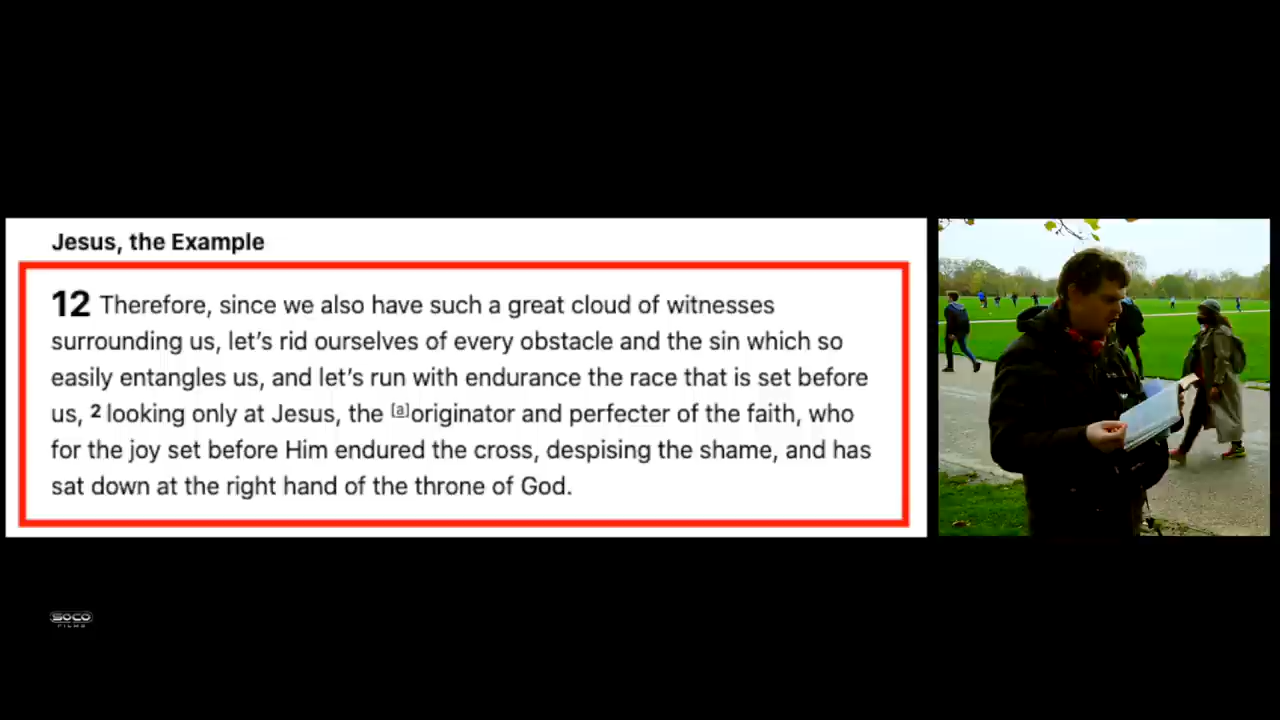 Jesus, the Example
12 Therefore, since we also have such a great cloud of witnesses
surrounding us, let's rid ourselves of every obstacle and the sin which so
easily entangles us, and let's run with endurance the race that is set before
us, 2 looking only at Jesus, the [a]originator and perfecter of the faith, who
for the joy set before Him endured the cross, despising the shame, and has
sat down at the right hand of the throne of God.
SOCO
FILMS